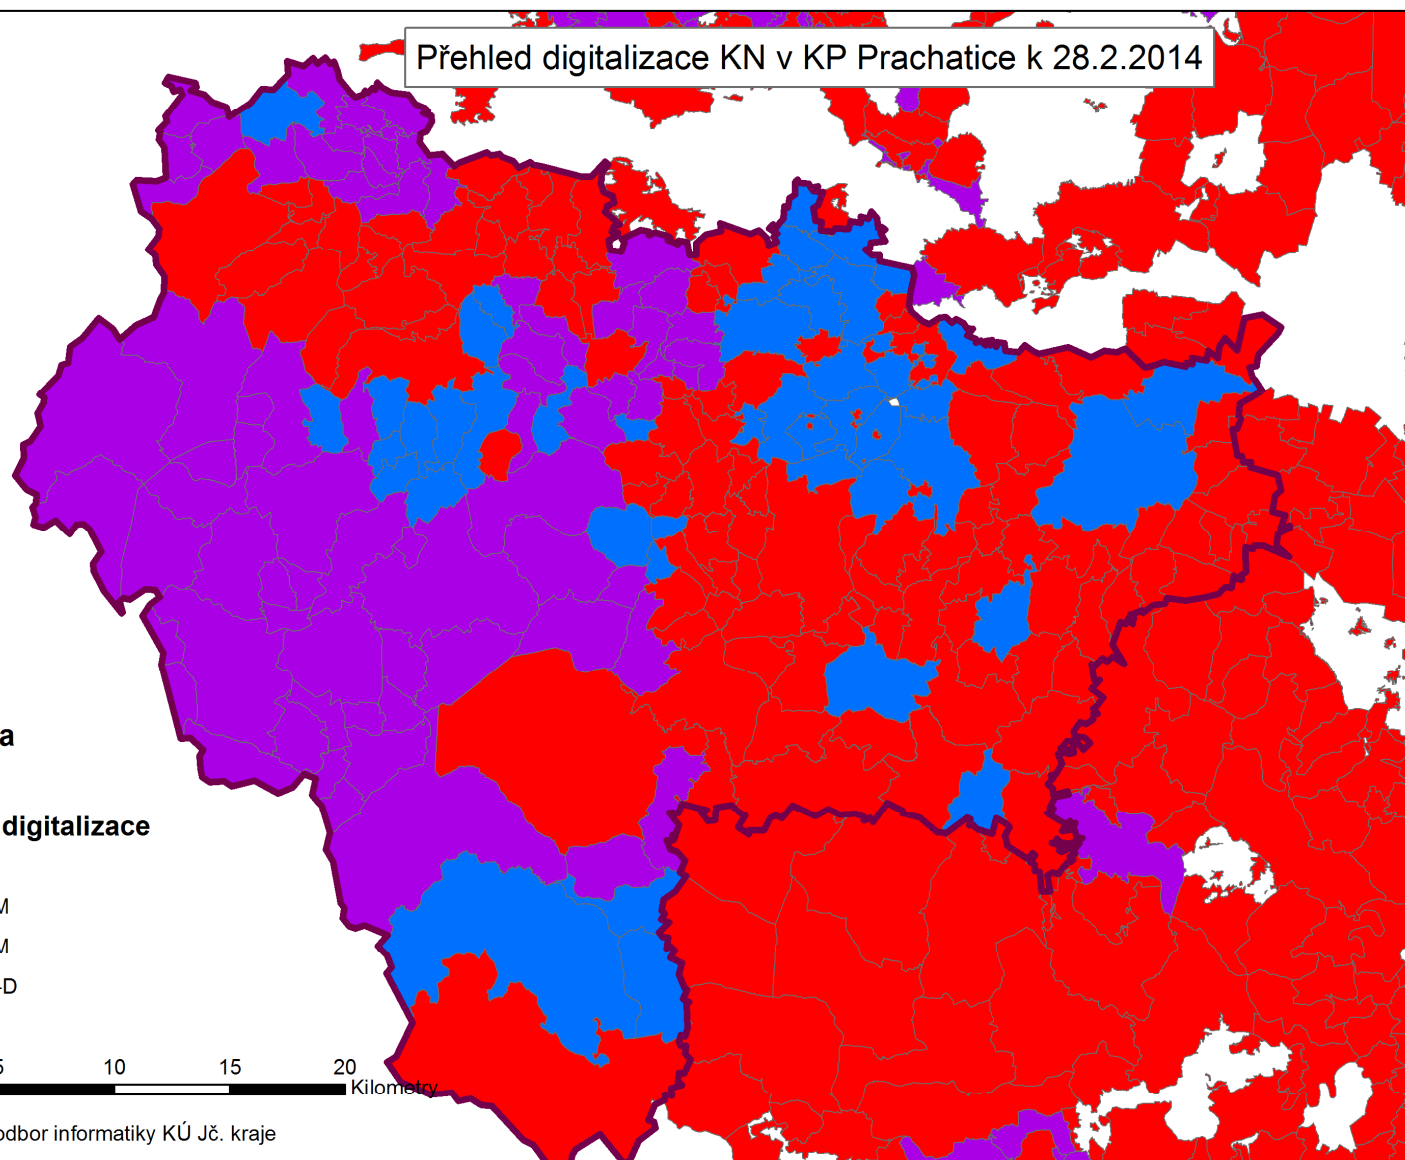 Přehled digitalizace KN v KP Prachatice k 28.2.2014
a
digitalizace
M
M
-D
5 10 15 20
Kilometry
odbor informatiky KÚ Jč. kraje